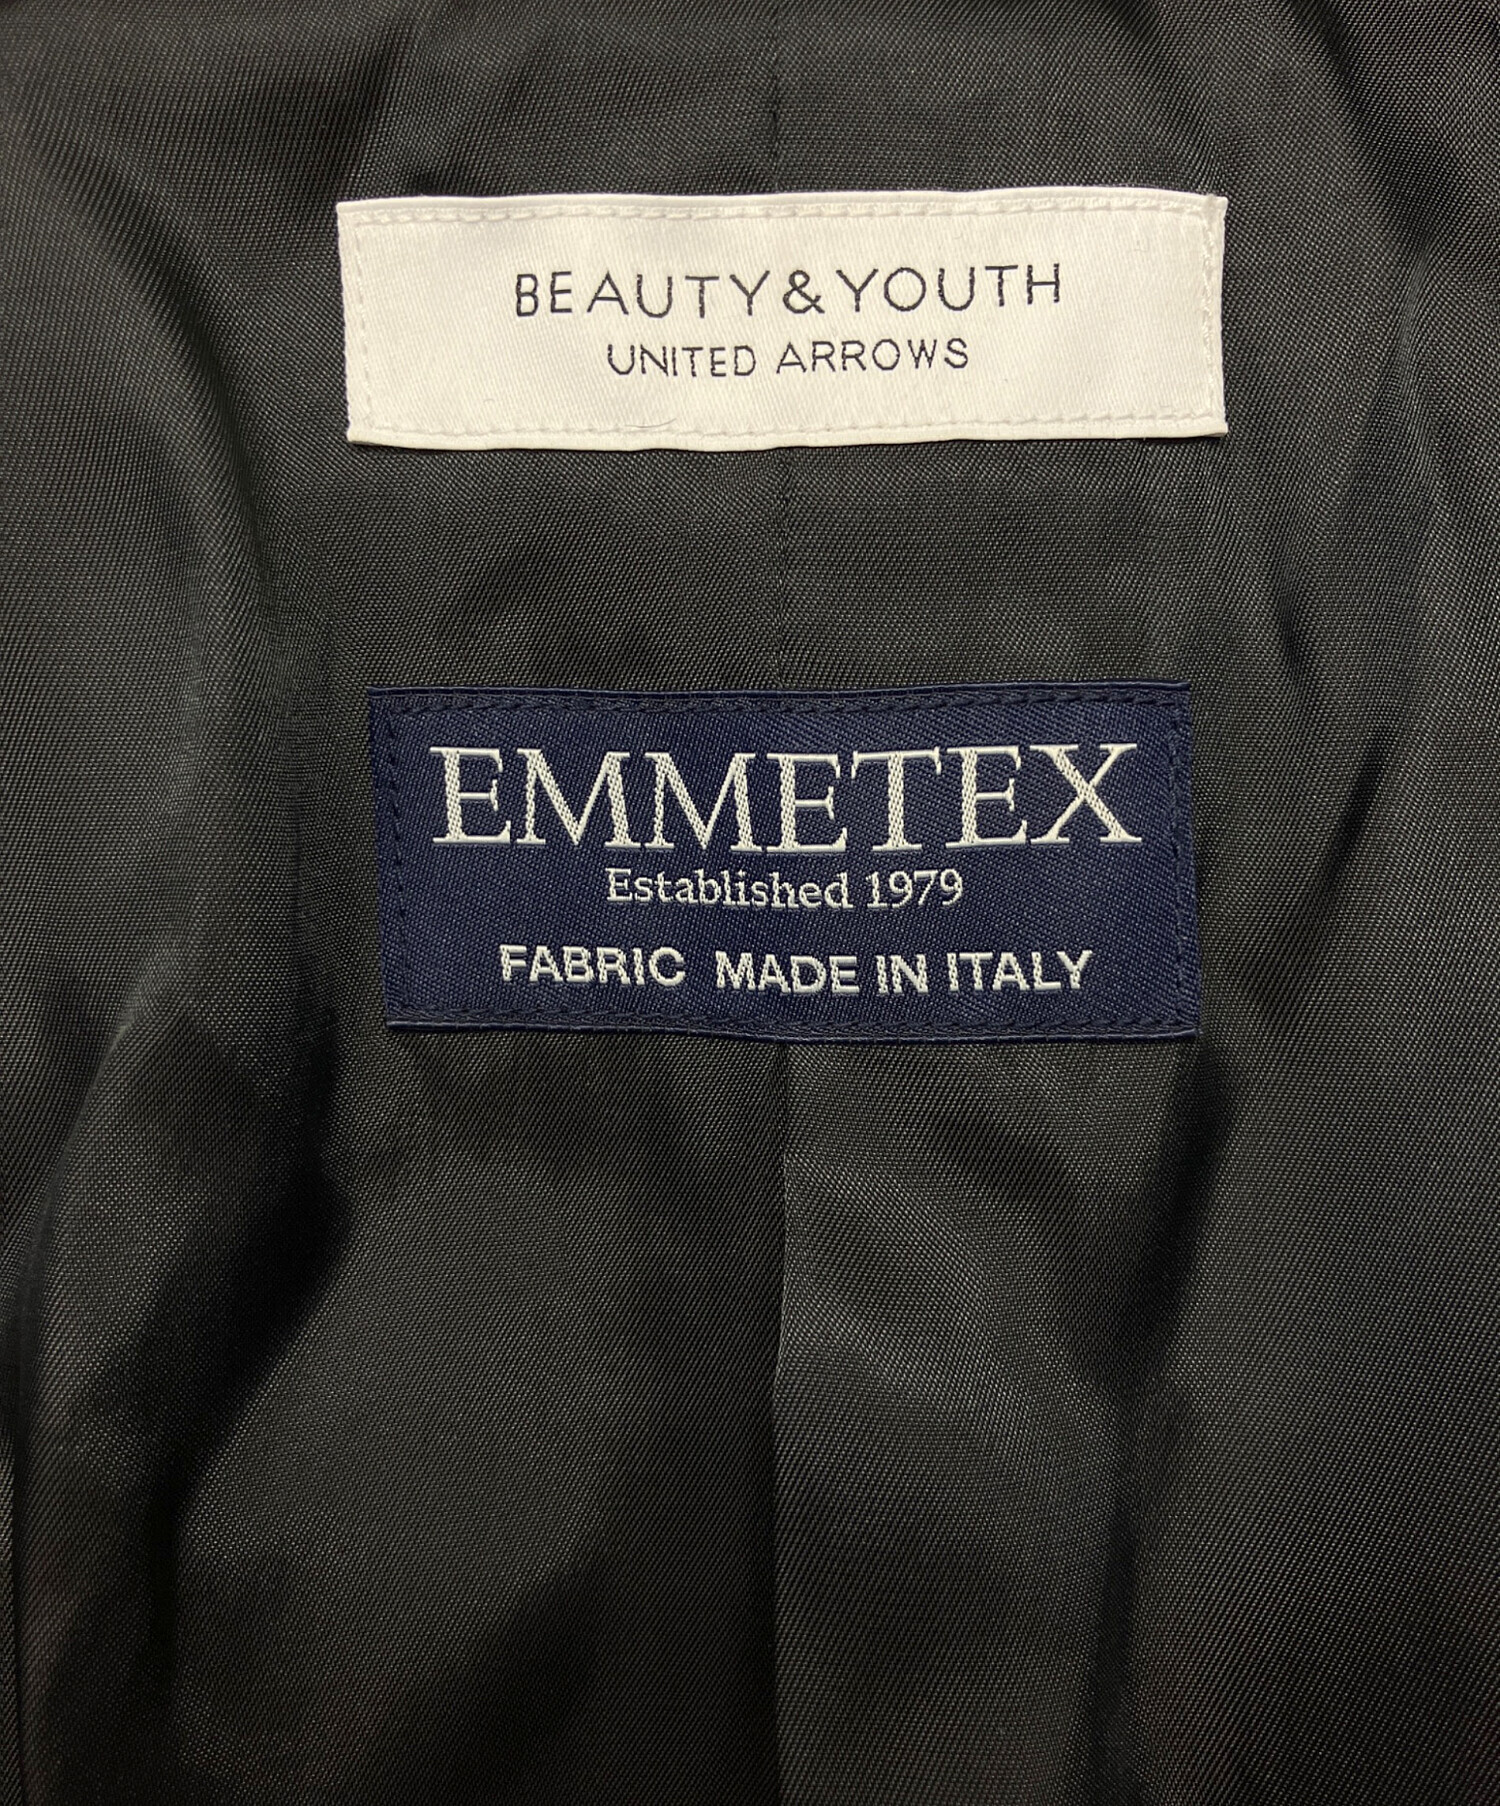 BEAUTY&YOUTH
UNITED ARROWS
EMMETEX
Established 1979
FABRIC MADE IN ITALY